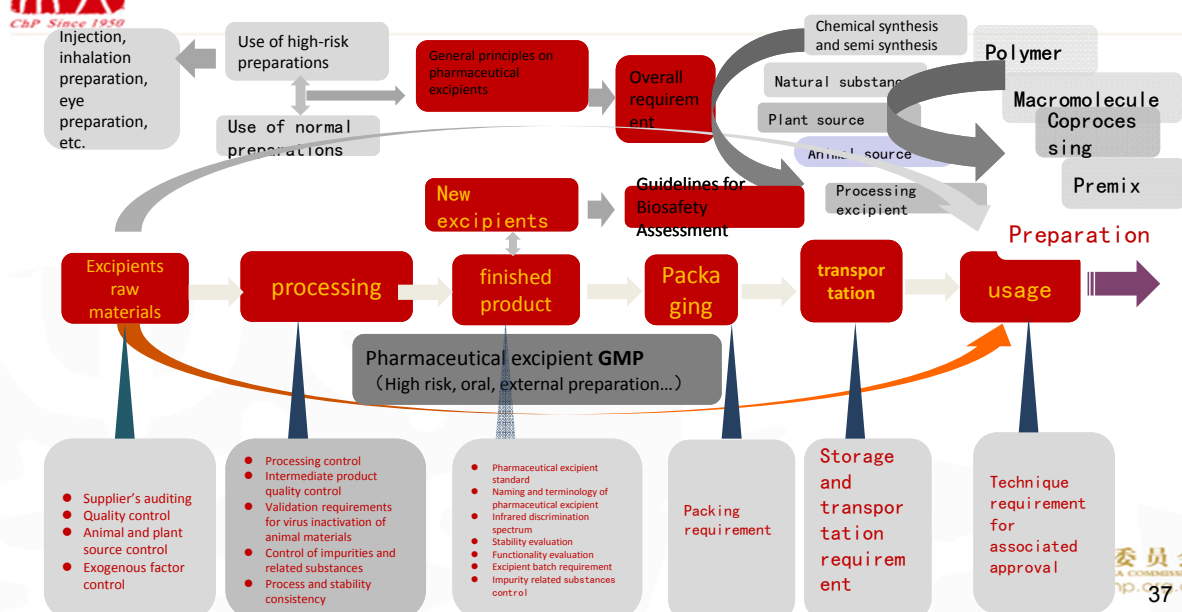 ChP Since 1950
Injection,
inhalation
preparation,
eye
preparation,
etc.
Use of high-risk
preparations
Use of normal
preparations
General principles on
pharmaceutical
excipients
Overall
requirem
ent
Chemical synthesis
and semi synthesis
Natural substanc
Plant source
Animal source
Processing
excipient
Polymer
Macromolecule
Coproces
sing
Premix
New
excipients
Guidelines for
Biosafety
Assessment
Preparation
Excipients
raw
materials
processing
finished
product
Packa
ging
transpor
tation
usage
Pharmaceutical excipient GMP
(High risk, oral, external preparation…)
● Supplier's auditing
● Quality control
● Animal and plant
source control
● Exogenous factor
control
● Processing control
● Intermediate product
quality control
● Validation requirements
for virus inactivation of
animal materials
● Control of impurities and
related substances
● Process and stability
consistency
● Pharmaceutical excipient
standard
● Naming and terminology of
pharmaceutical excipient
● Infrared discrimination
spectrum
● Stability evaluation
● Functionality evaluation
● Excipient batch requirement
● Impurity related substances
control
Packing
requirement
Storage
and
transpor
tation
requirem
ent
Technique
requirement
for
associated
approval
委员
37